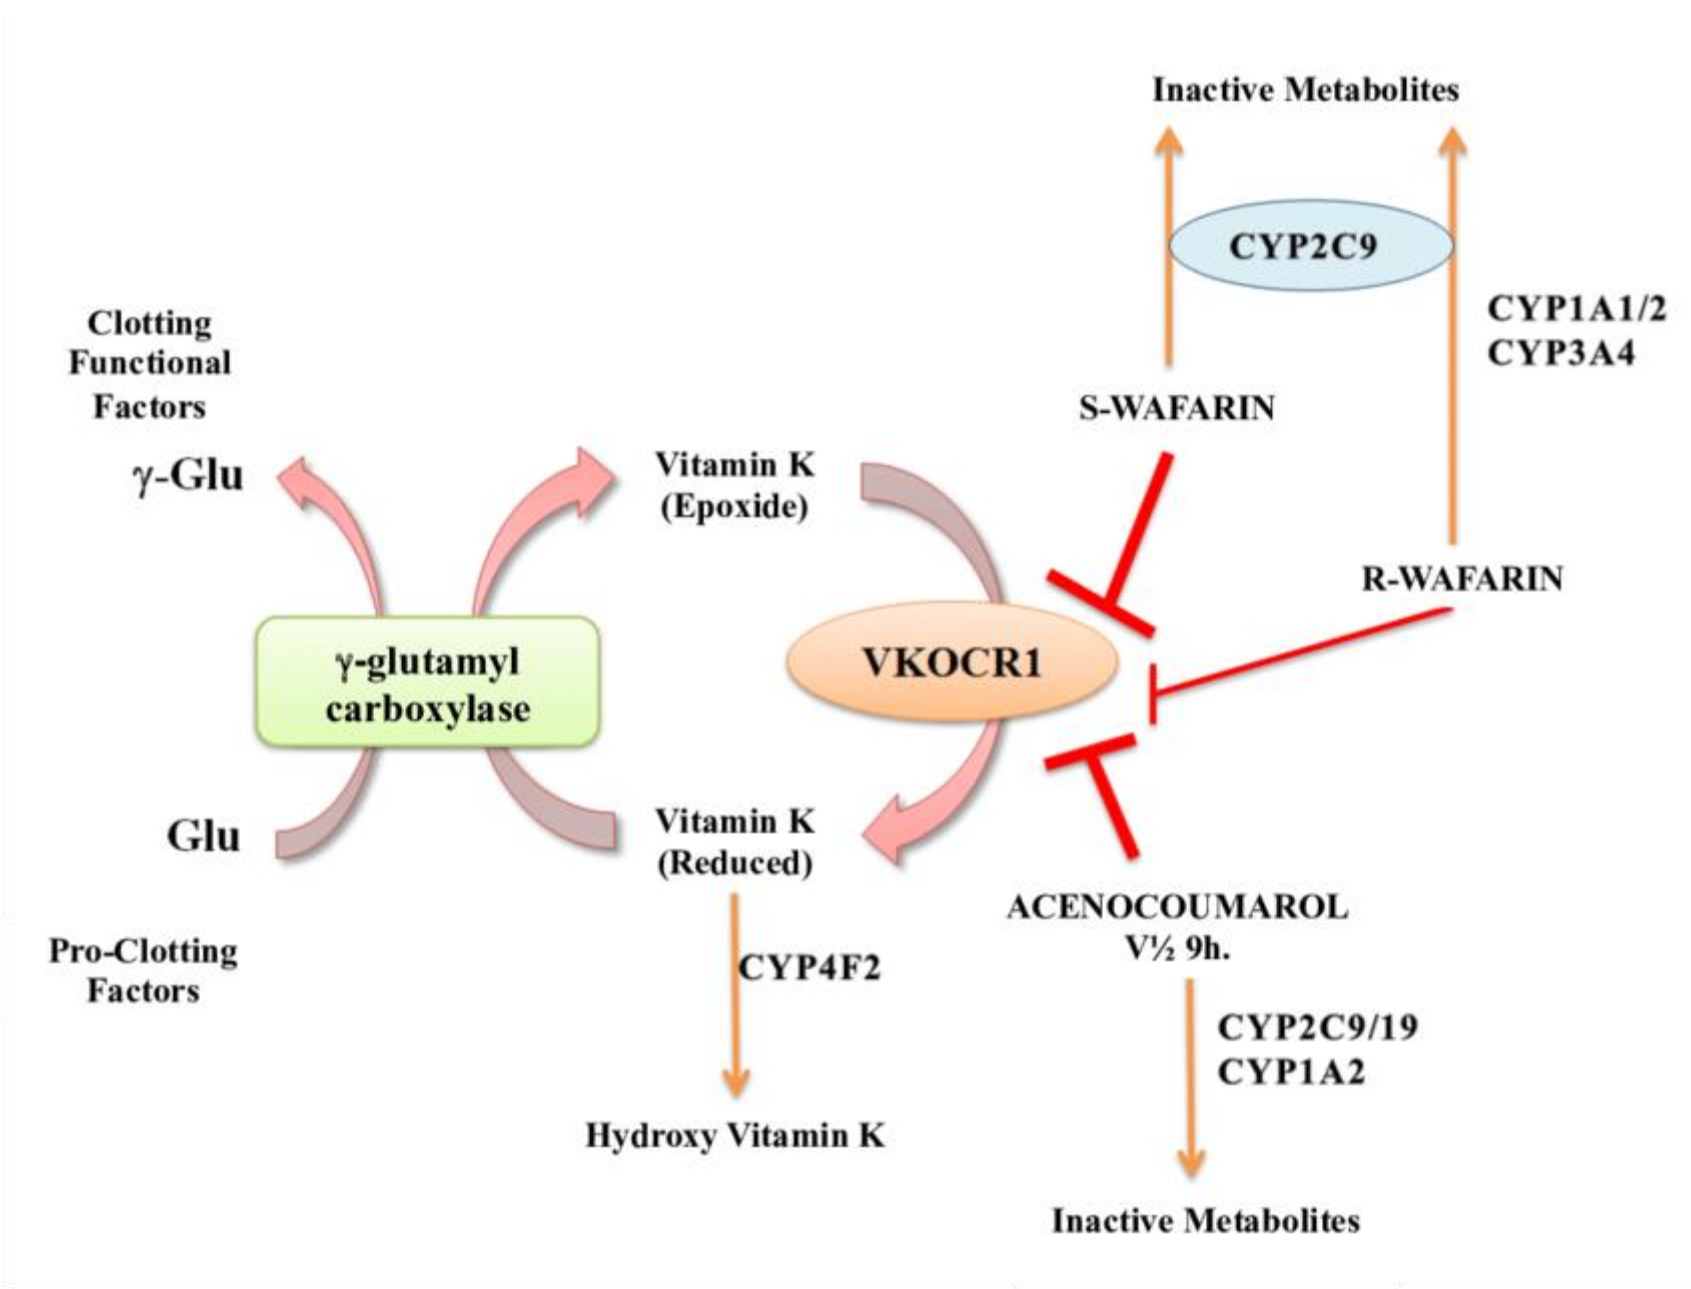 Inactive Metabolites
CYP2C9
CYP1A1/2
CYP3A4
Clotting
Functional
Factors
S-WAFARIN
γ-Glu
Vitamin K
(Epoxide)
R-WAFARIN
γ-glutamyl
carboxylase
VKOCR1
Glu
Vitamin K
(Reduced)
ACENOCOUMAROL
V½ 9h.
Pro-Clotting
Factors
CYP4F2
CYP2C9/19
CYP1A2
Hydroxy Vitamin K
Inactive Metabolites